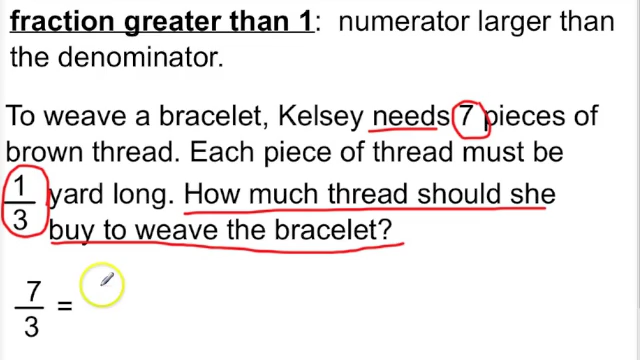 fraction greater than 1: numerator larger than
the denominator.
To weave a bracelet, Kelsey needs 7 pieces of
brown thread. Each piece of thread must be
1/3 yard long. How much thread should she
buy to weave the bracelet?
7/3 =